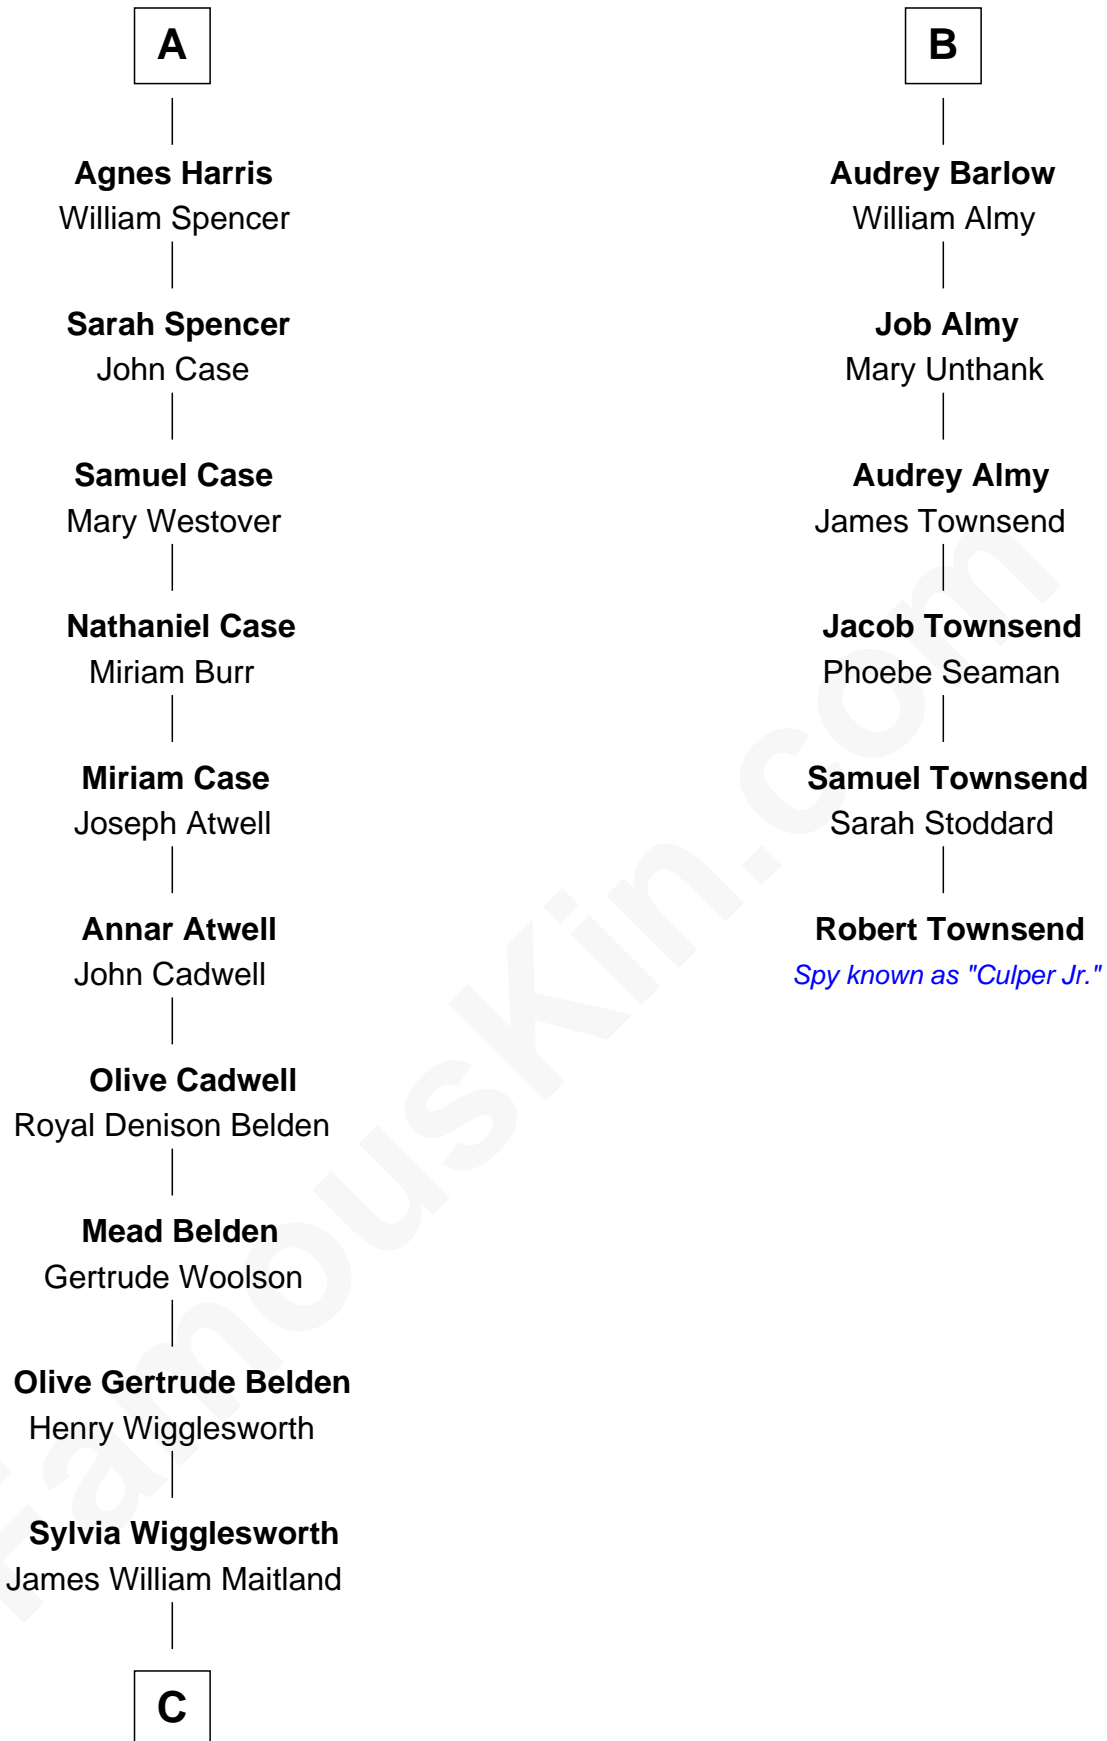 A
Agnes Harris
William Spencer
Sarah Spencer
John Case
Samuel Case
Mary Westover
Nathaniel Case
Miriam Burr
Miriam Case
Joseph Atwell
Annar Atwell
John Cadwell
Olive Cadwell
Royal Denison Belden
Mead Belden
Gertrude Woolson
Olive Gertrude Belden
Henry Wigglesworth
Sylvia Wigglesworth
James William Maitland
C
B
Audrey Barlow
William Almy
Job Almy
Mary Unthank
Audrey Almy
James Townsend
Jacob Townsend
Phoebe Seaman
Samuel Townsend
Sarah Stoddard
Robert Townsend
Spy known as "Culper Jr."
FamousKin.com